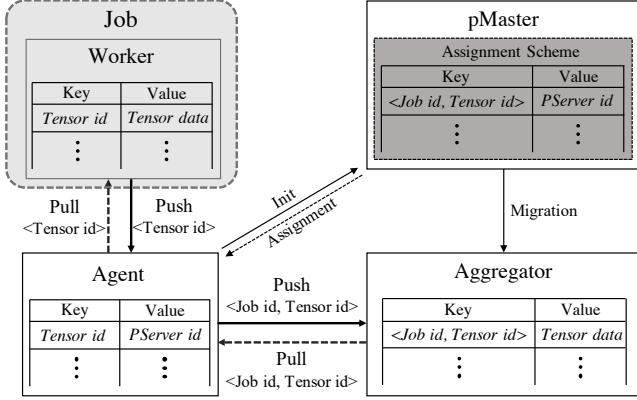 Job
Worker
Key Value
Tensor id Tensor data
pMaster
Assignment Scheme
Key Value
<Job id, Tensor id> PServer id
Pull
<Tensor id>
Push
<Tensor id>
Init
Assignment
Migration
Agent
Key Value
Tensor id PServer id
Push
<Job id, Tensor id>
Pull
<Job id, Tensor id>
Aggregator
Key Value
<Job id, Tensor id> Tensor data